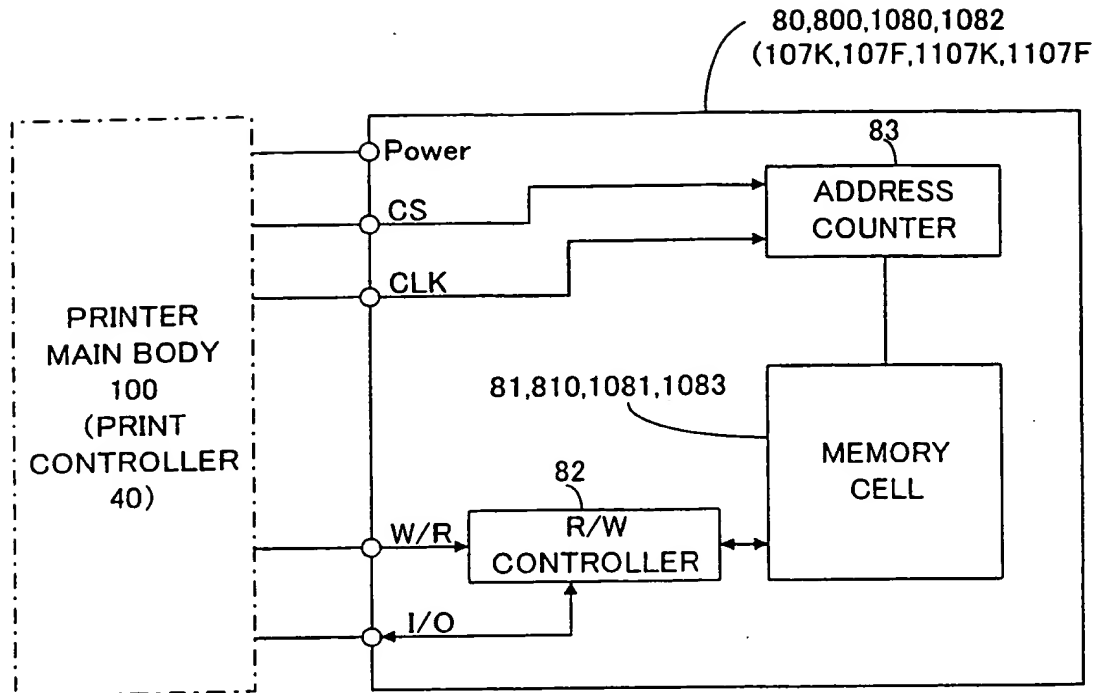 80,800,1080,1082
(107K,107F,1107K,1107F
Power
CS
CLK
83
ADDRESS
COUNTER
PRINTER
MAIN BODY
100
(PRINT
CONTROLLER
40)
81,810,1081,1083
MEMORY
CELL
82
W/R
R/W
CONTROLLER
I/O